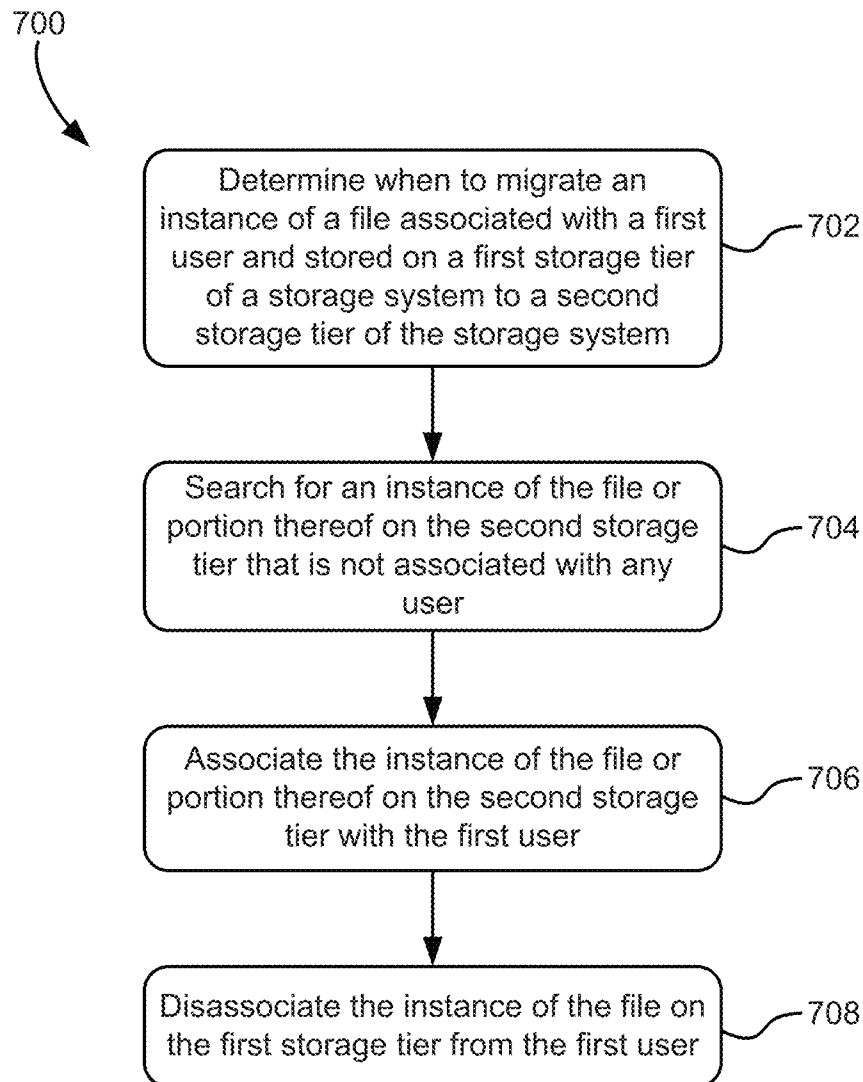 700
Determine when to migrate an
instance of a file associated with a first
user and stored on a first storage tier
of a storage system to a second
storage tier of the storage system
702
Search for an instance of the file or
portion thereof on the second storage
tier that is not associated with any
user
704
Associate the instance of the file or
portion thereof on the second storage
tier with the first user
706
Disassociate the instance of the file on
the first storage tier from the first user
708